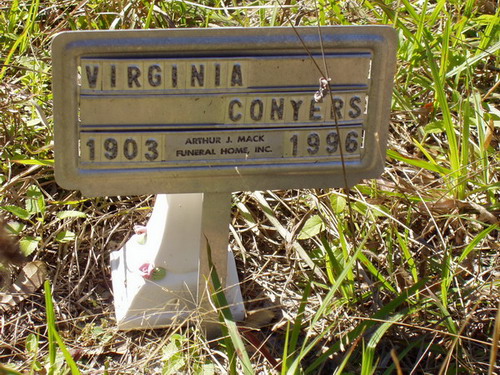 VIRGINIA
CONYERS
1903 ARTHUR J. MACK FUNERAL HOME, INC. 1996